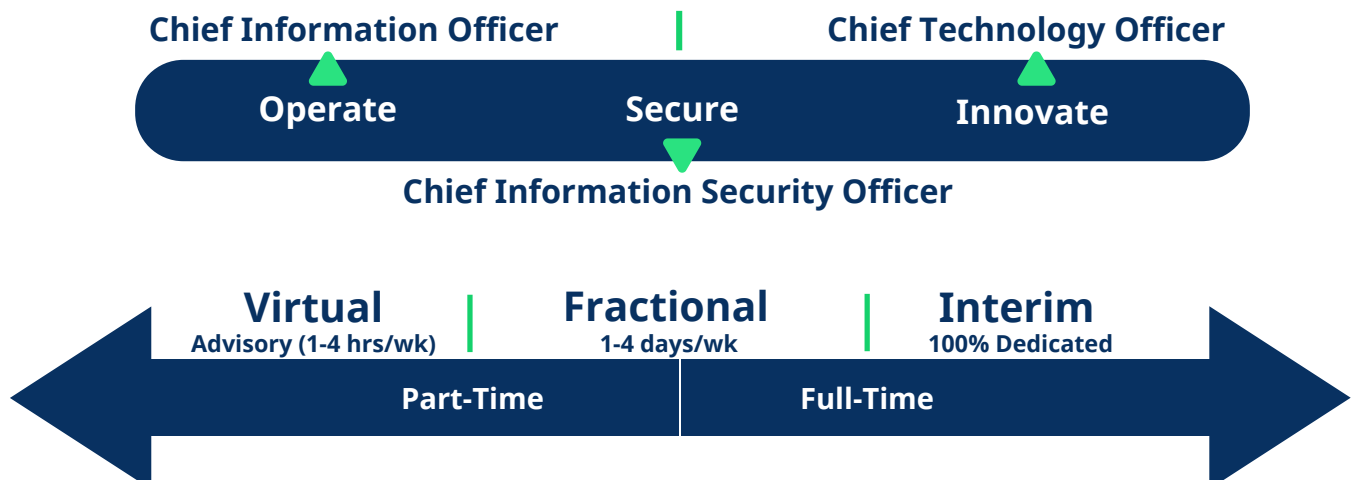 Chief Information Officer
Chief Technology Officer
Operate
Secure
Innovate
Chief Information Security Officer
Virtual
Fractional
Interim
Advisory (1-4 hrs/wk)
1-4 days/wk
100% Dedicated
Part-Time
Full-Time